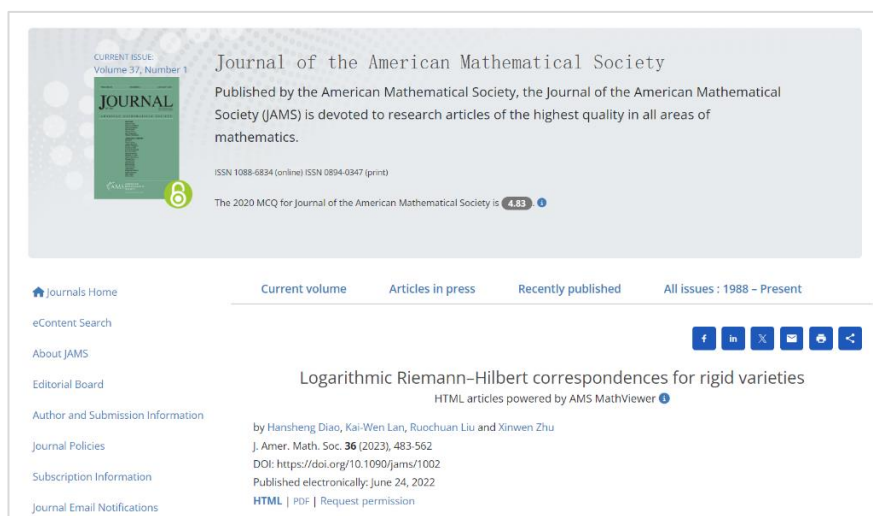 CURRENT ISSUE:
Volume 37, Number 1
JOURNAL
AMS
Journal of the American Mathematical Society
Published by the American Mathematical Society, the Journal of the American Mathematical
Society (JAMS) is devoted to research articles of the highest quality in all areas of
mathematics.
ISSN 1088-6834 (online) ISSN 0894-0347 (print)
The 2020 MCQ for Journal of the American Mathematical Society is 4.83 .
Journals Home
eContent Search
About JAMS
Editorial Board
Author and Submission Information
Journal Policies
Subscription Information
Journal Email Notifications
Current volume Articles in press Recently published All issues : 1988 – Present
Logarithmic Riemann–Hilbert correspondences for rigid varieties
HTML articles powered by AMS MathViewer
by Hansheng Diao, Kai-Wen Lan, Ruochuan Liu and Xinwen Zhu
J. Amer. Math. Soc. 36 (2023), 483-562
DOI: https://doi.org/10.1090/jams/1002
Published electronically: June 24, 2022
HTML | PDF | Request permission